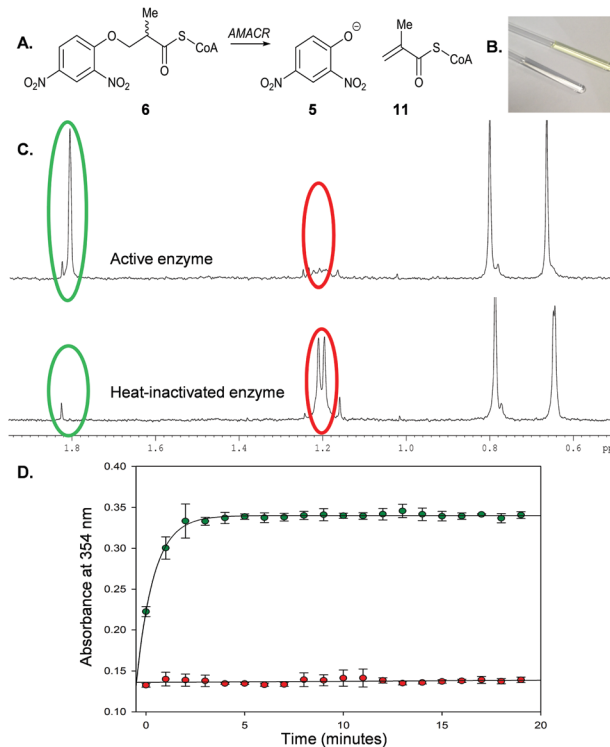 A.
B.
Me
O
S
CoA
O
AMACR
O₂N
NO₂
O⊖
O₂N
NO₂
Me
S
CoA
O
6
5
11
C.
Active enzyme
Heat-inactivated enzyme
1.8
1.6
1.4
1.2
1.0
0.8
0.6
D.
Absorbance at 354 nm
0.40
0.35
0.30
0.25
0.20
0.15
0.10
0
5
10
15
20
Time (minutes)